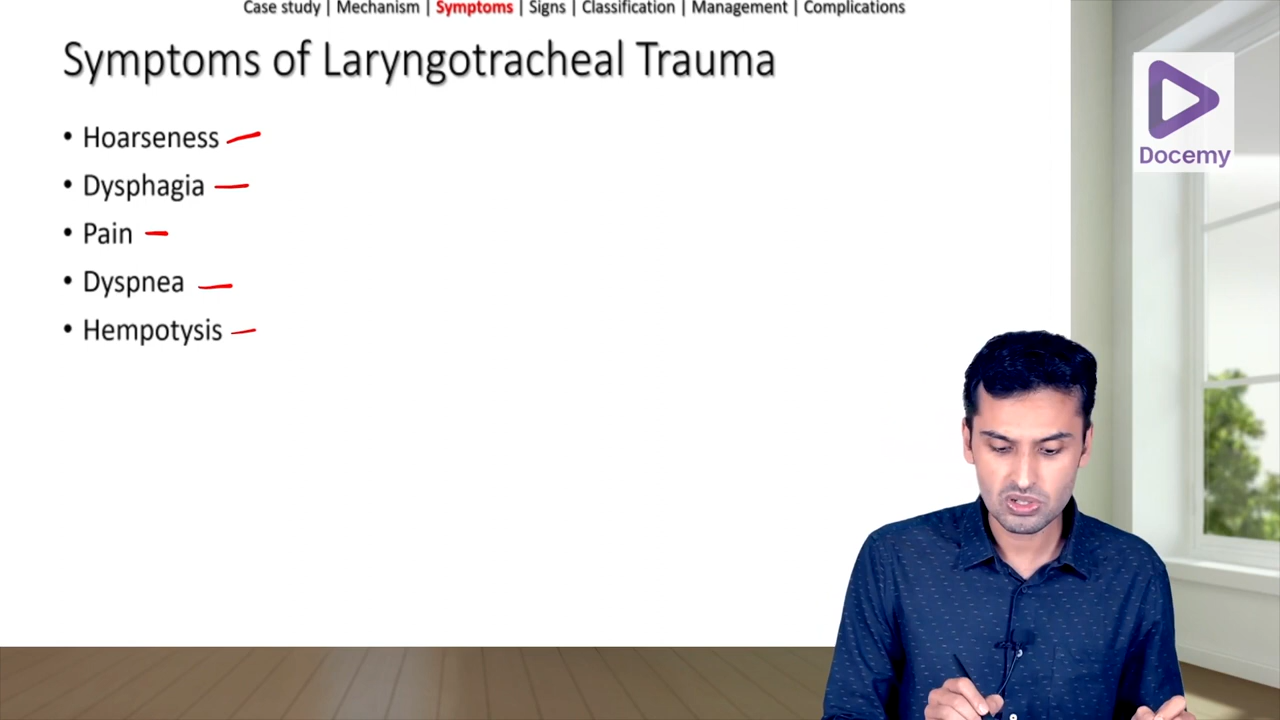 Case study | Mechanism | Symptoms | Signs | Classification | Management | Complications
Symptoms of Laryngotracheal Trauma
• Hoarseness
• Dysphagia
• Pain
• Dyspnea
• Hempotysis
Docemy